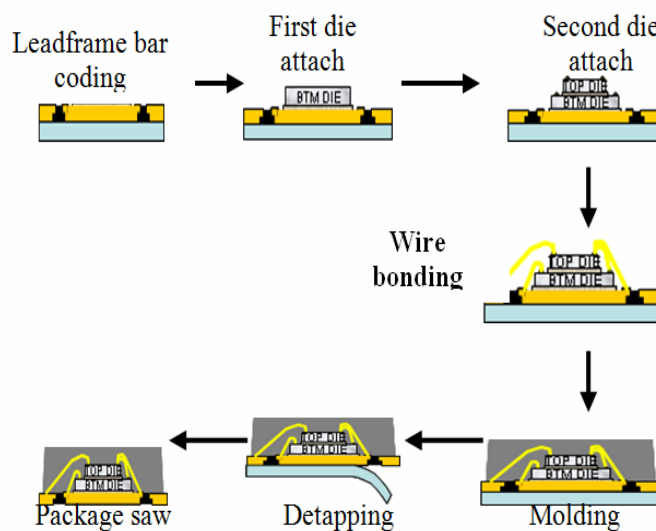 Leadframe bar
coding
First die
attach
BTM DIE
Second die
attach
TOP DIE
BTM DIE
Wire
bonding
TOP DIE
BTM DIE
TOP DIE
BTM DIE
Molding
TOP DIE
BTM DIE
Detapping
TOP DIE
BTM DIE
Package saw